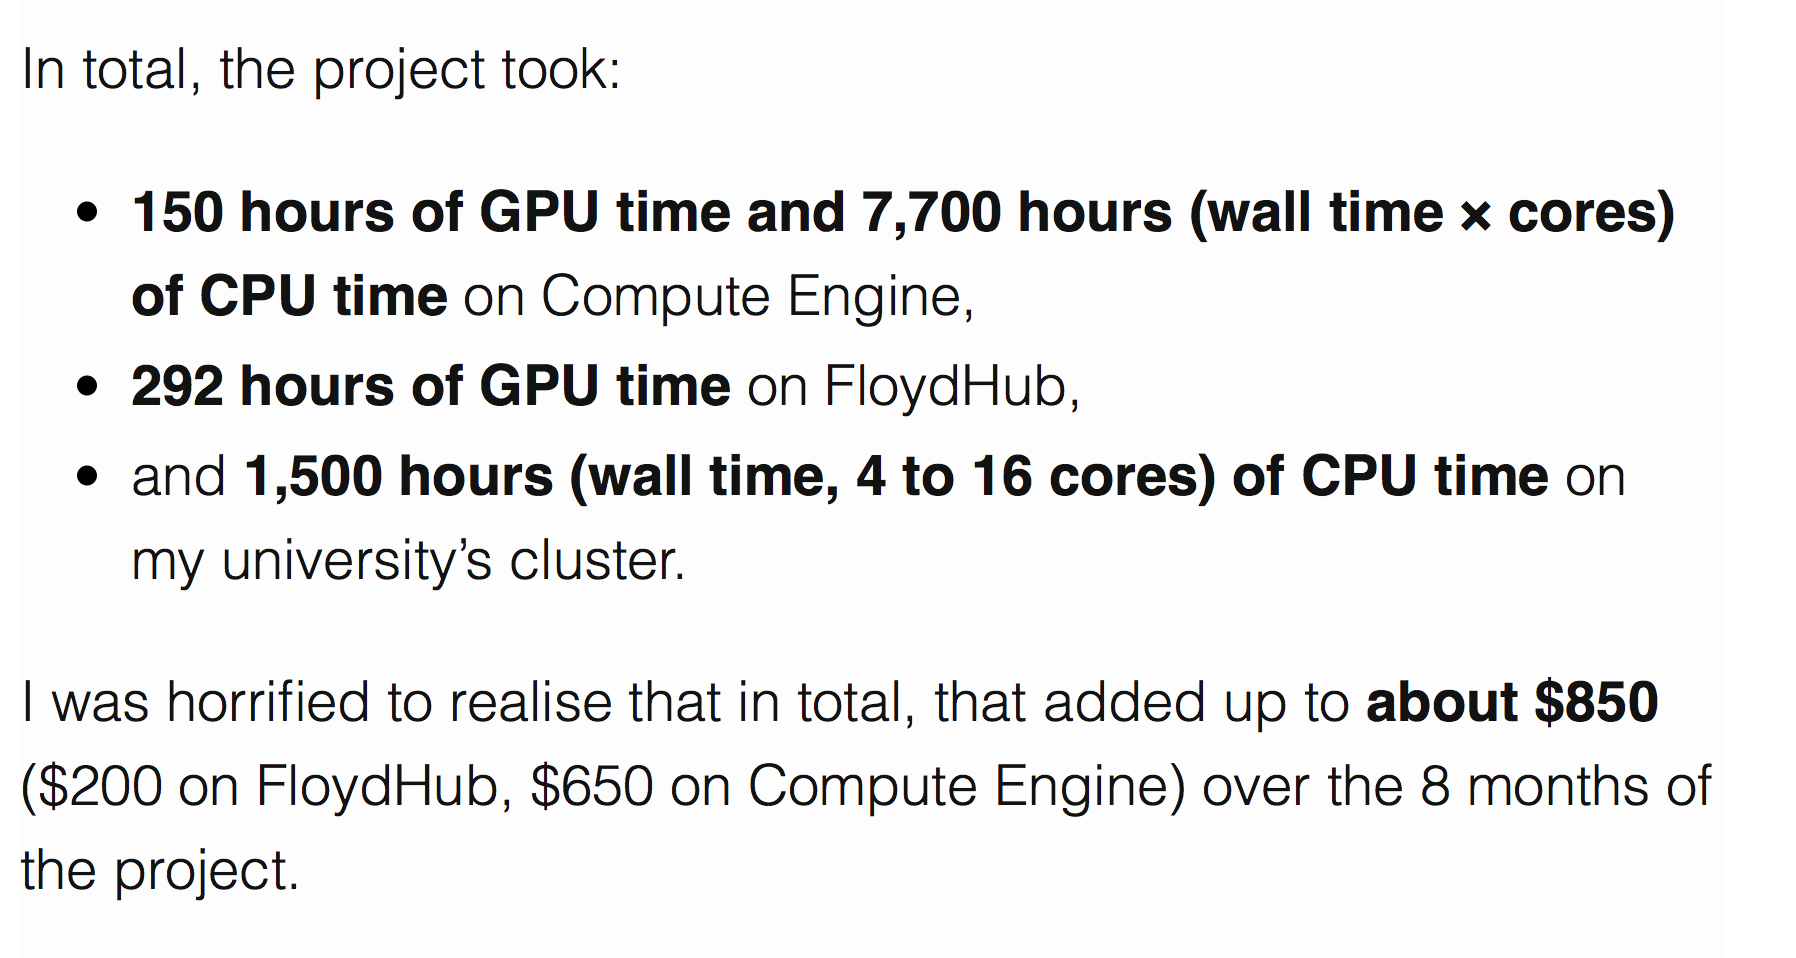 In total, the project took:
• 150 hours of GPU time and 7,700 hours (wall time × cores)
of CPU time on Compute Engine,
• 292 hours of GPU time on FloydHub,
• and 1,500 hours (wall time, 4 to 16 cores) of CPU time on
my university’s cluster.
I was horrified to realise that in total, that added up to about $850
($200 on FloydHub, $650 on Compute Engine) over the 8 months of
the project.